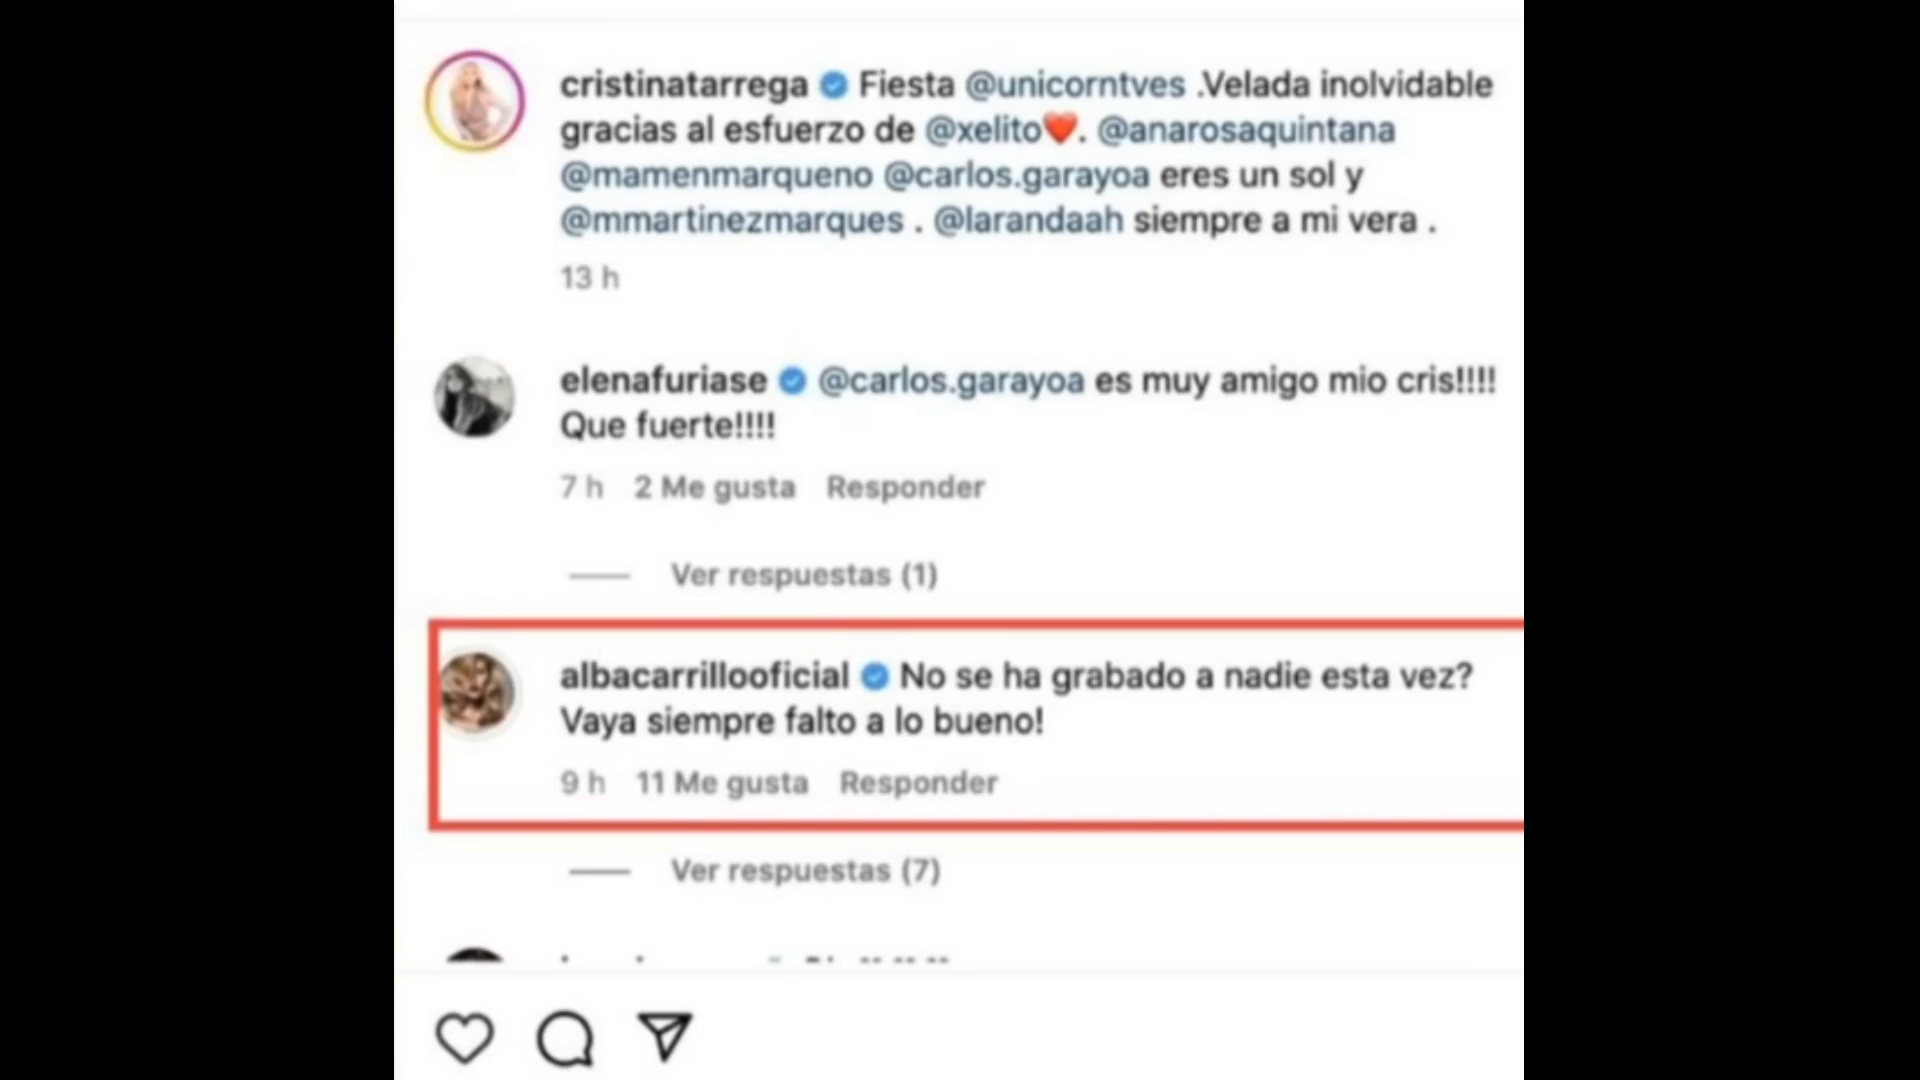 cristinatarrega Fiesta @unicorntves .Velada inolvidable
gracias al esfuerzo de @xelito❤️. @anarosaquintana
@mamenmarqueno @carlos.garayoa eres un sol y
@mmartinezmarques . @larandaah siempre a mi vera .
13 h
elenafuriase @carlos.garayoa es muy amigo mio cris!!!!
Que fuerte!!!!
7 h 2 Me gusta Responder
Ver respuestas (1)
albacarrillooficial No se ha grabado a nadie esta vez?
Vaya siempre falto a lo bueno!
9 h 11 Me gusta Responder
Ver respuestas (7)